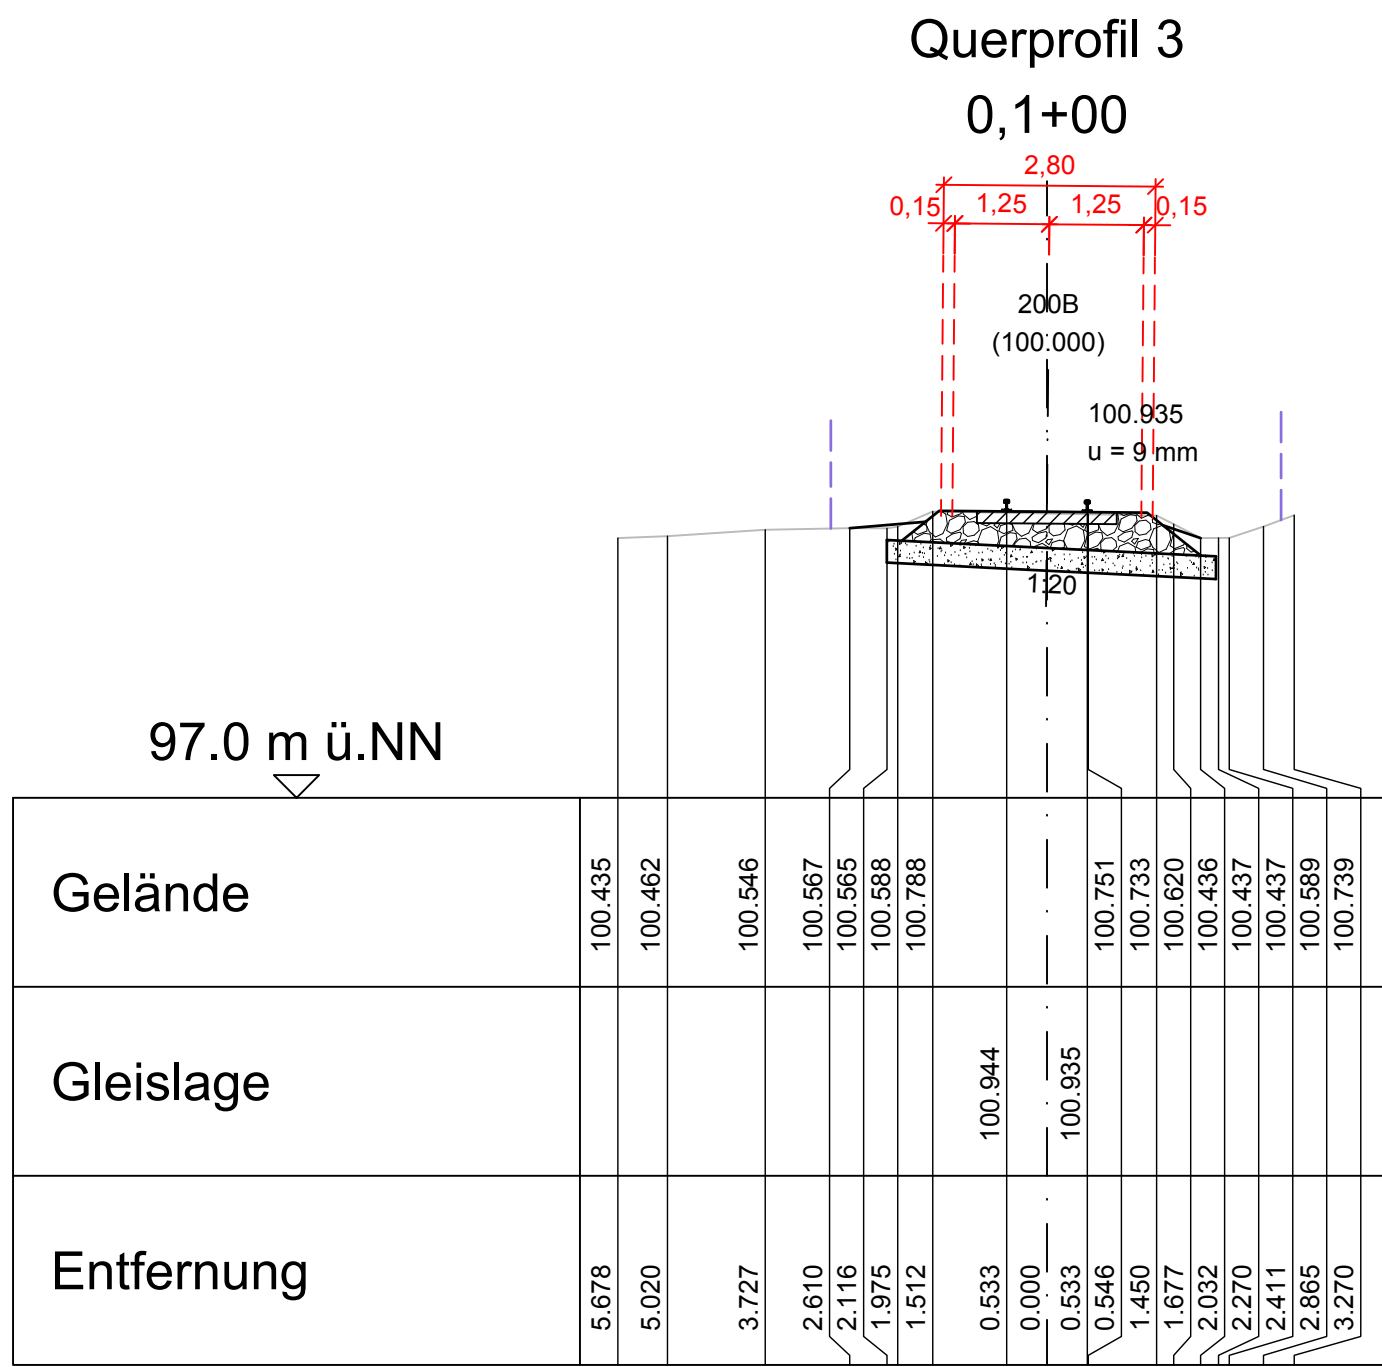 Querprofil 3
0,1+00
2,80
0,15 1,25 1,25 0,15
200B
(100.000)
100.935
u = 9 mm
1:20
97.0 m ü.NN
Gelände 100.435 100.462 100.546 100.567 100.565 100.588 100.788 100.751 100.733 100.620 100.436 100.437 100.437 100.589 100.739
Gleislage 100.944 100.935
Entfernung 5.678 5.020 3.727 2.610 2.116 1.975 1.512 0.533 0.000 0.533 0.546 1.450 1.677 2.032 2.270 2.411 2.865 3.270